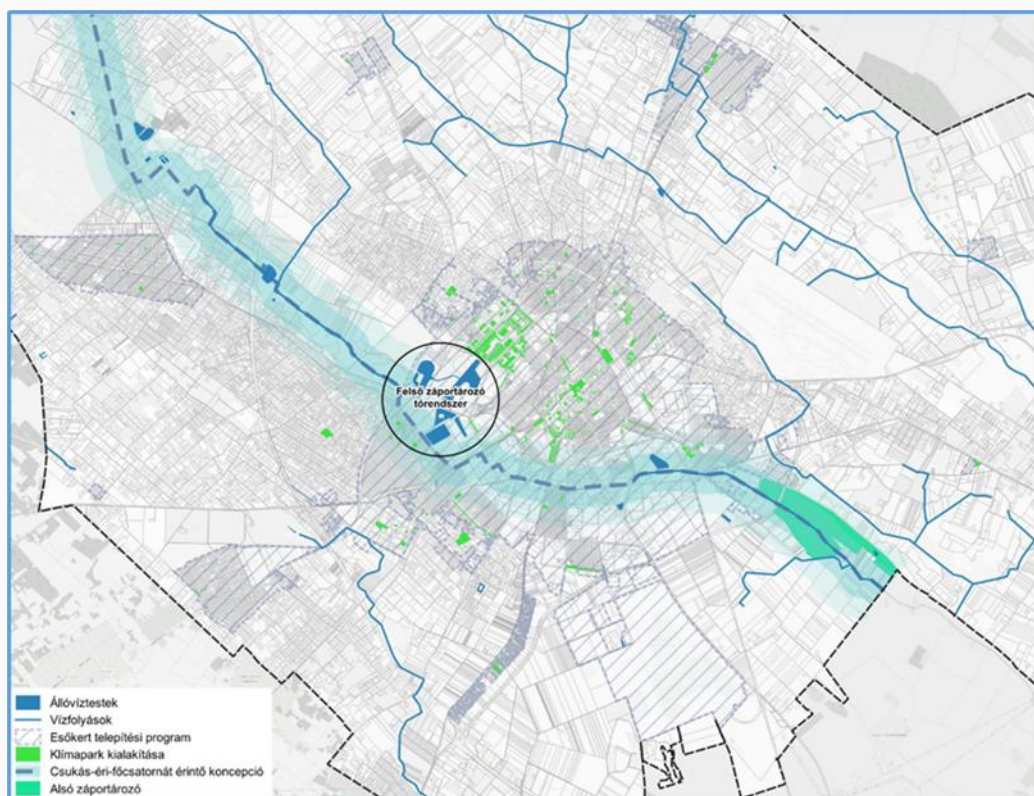 Felső záportározó
tórendszer
Állóvíztestek
Vízfolyások
Esőkert telepítési program
Klímapark kialakítása
Csukás-éri-főcsatornát érintő koncepció
Alsó záportározó